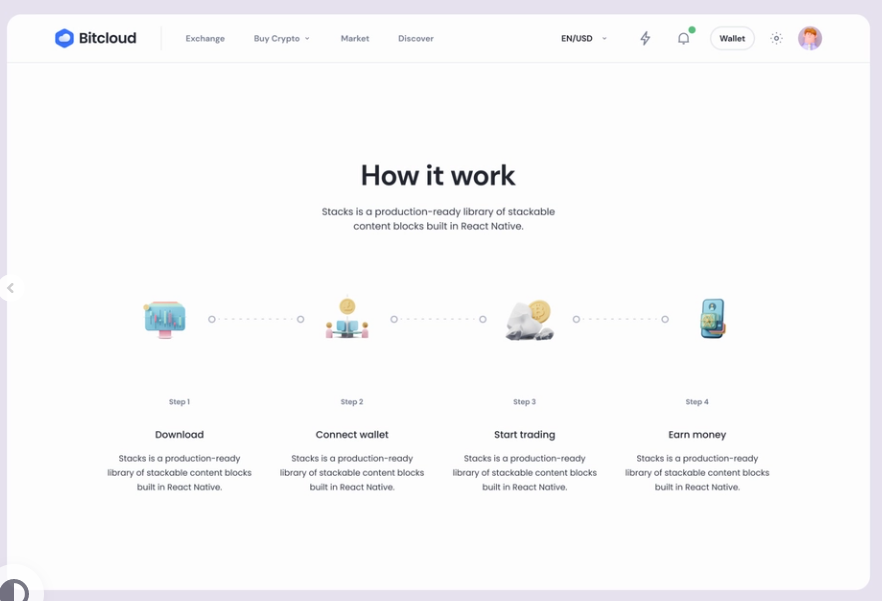 Bitcloud
Exchange
Buy Crypto
Market
Discover
EN/USD
Wallet
How it work
Stacks is a production-ready library of stackable
content blocks built in React Native.
Step 1
Download
Stacks is a production-ready
library of stackable content blocks
built in React Native.
Step 2
Connect wallet
Stacks is a production-ready
library of stackable content blocks
built in React Native.
Step 3
Start trading
Stacks is a production-ready
library of stackable content blocks
built in React Native.
Step 4
Earn money
Stacks is a production-ready
library of stackable content blocks
built in React Native.